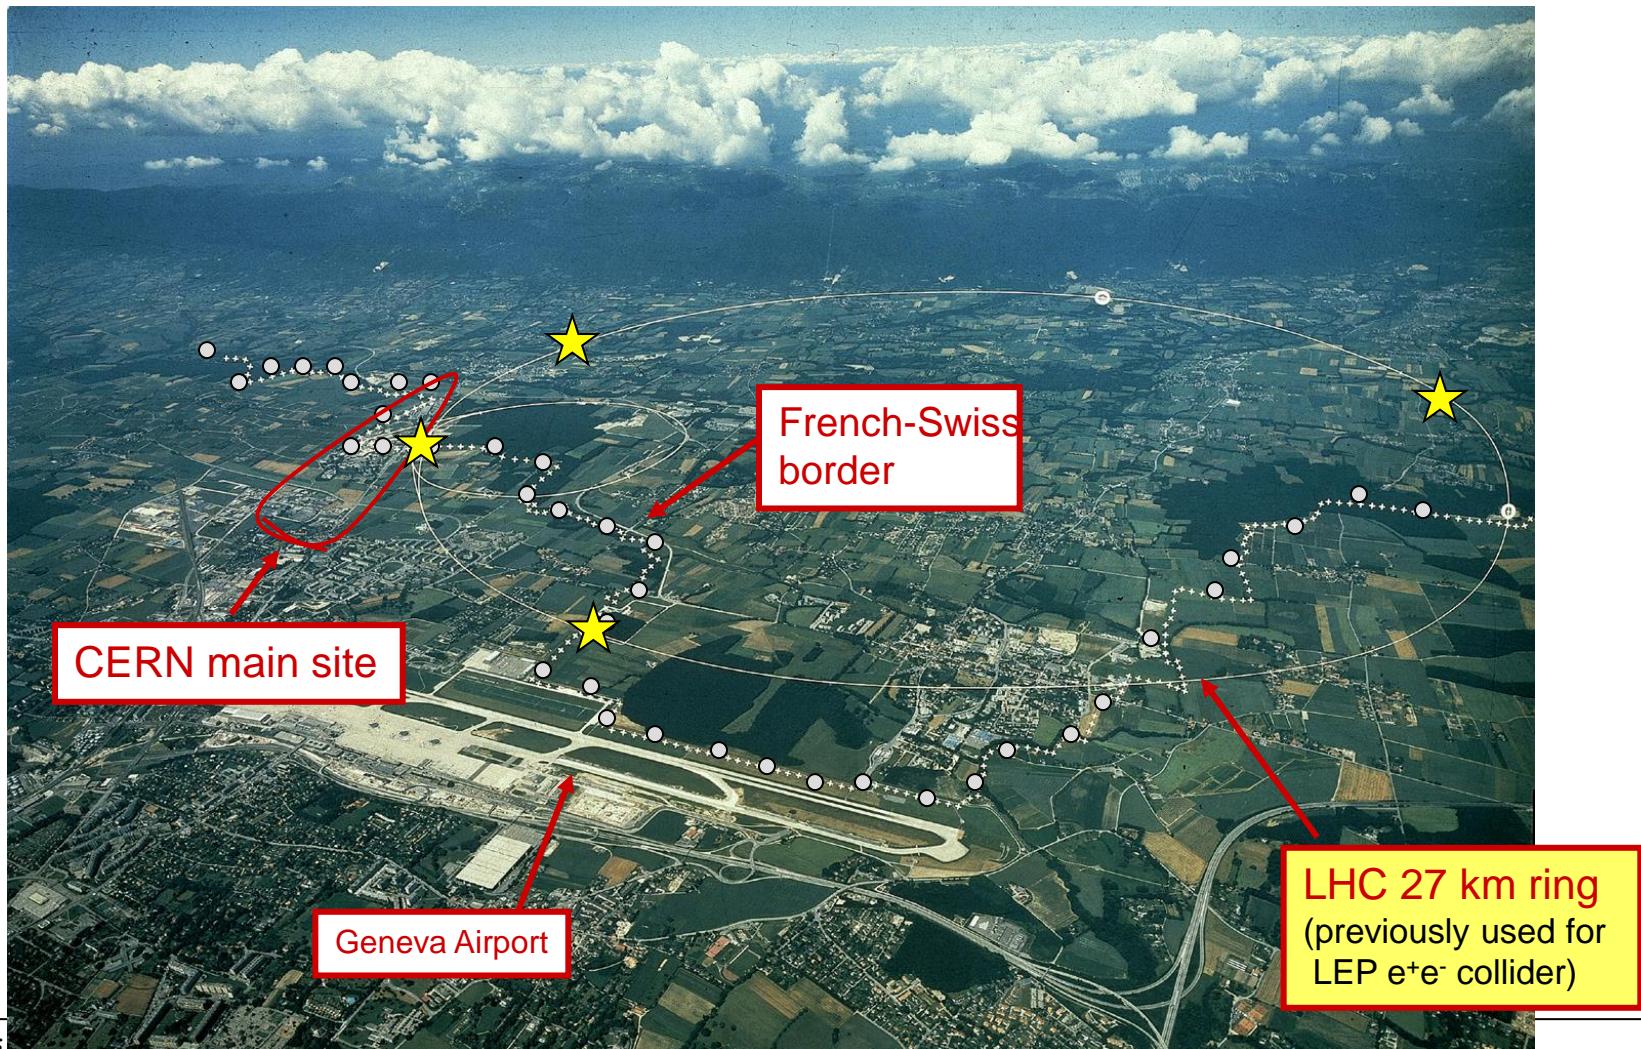 French-Swiss
border
CERN main site
Geneva Airport
LHC 27 km ring
(previously used for
LEP e⁺e⁻ collider)